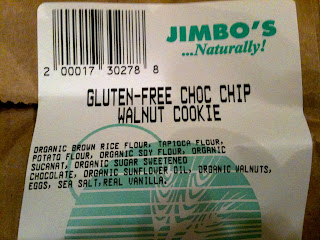 JIMBO'S
...Naturally!
2 00017 30278 8
GLUTEN-FREE CHOC CHIP
WALNUT COOKIE
ORGANIC BROWN RICE FLOUR, TAPIOCA FLOUR,
POTATO FLOUR, ORGANIC SOY FLOUR, ORGANIC
SUCANAT, ORGANIC SUGAR SWEETENED
CHOCOLATE, ORGANIC SUNFLOWER OIL, ORGANIC WALNUTS,
EGGS, SEA SALT,REAL VANILLA.